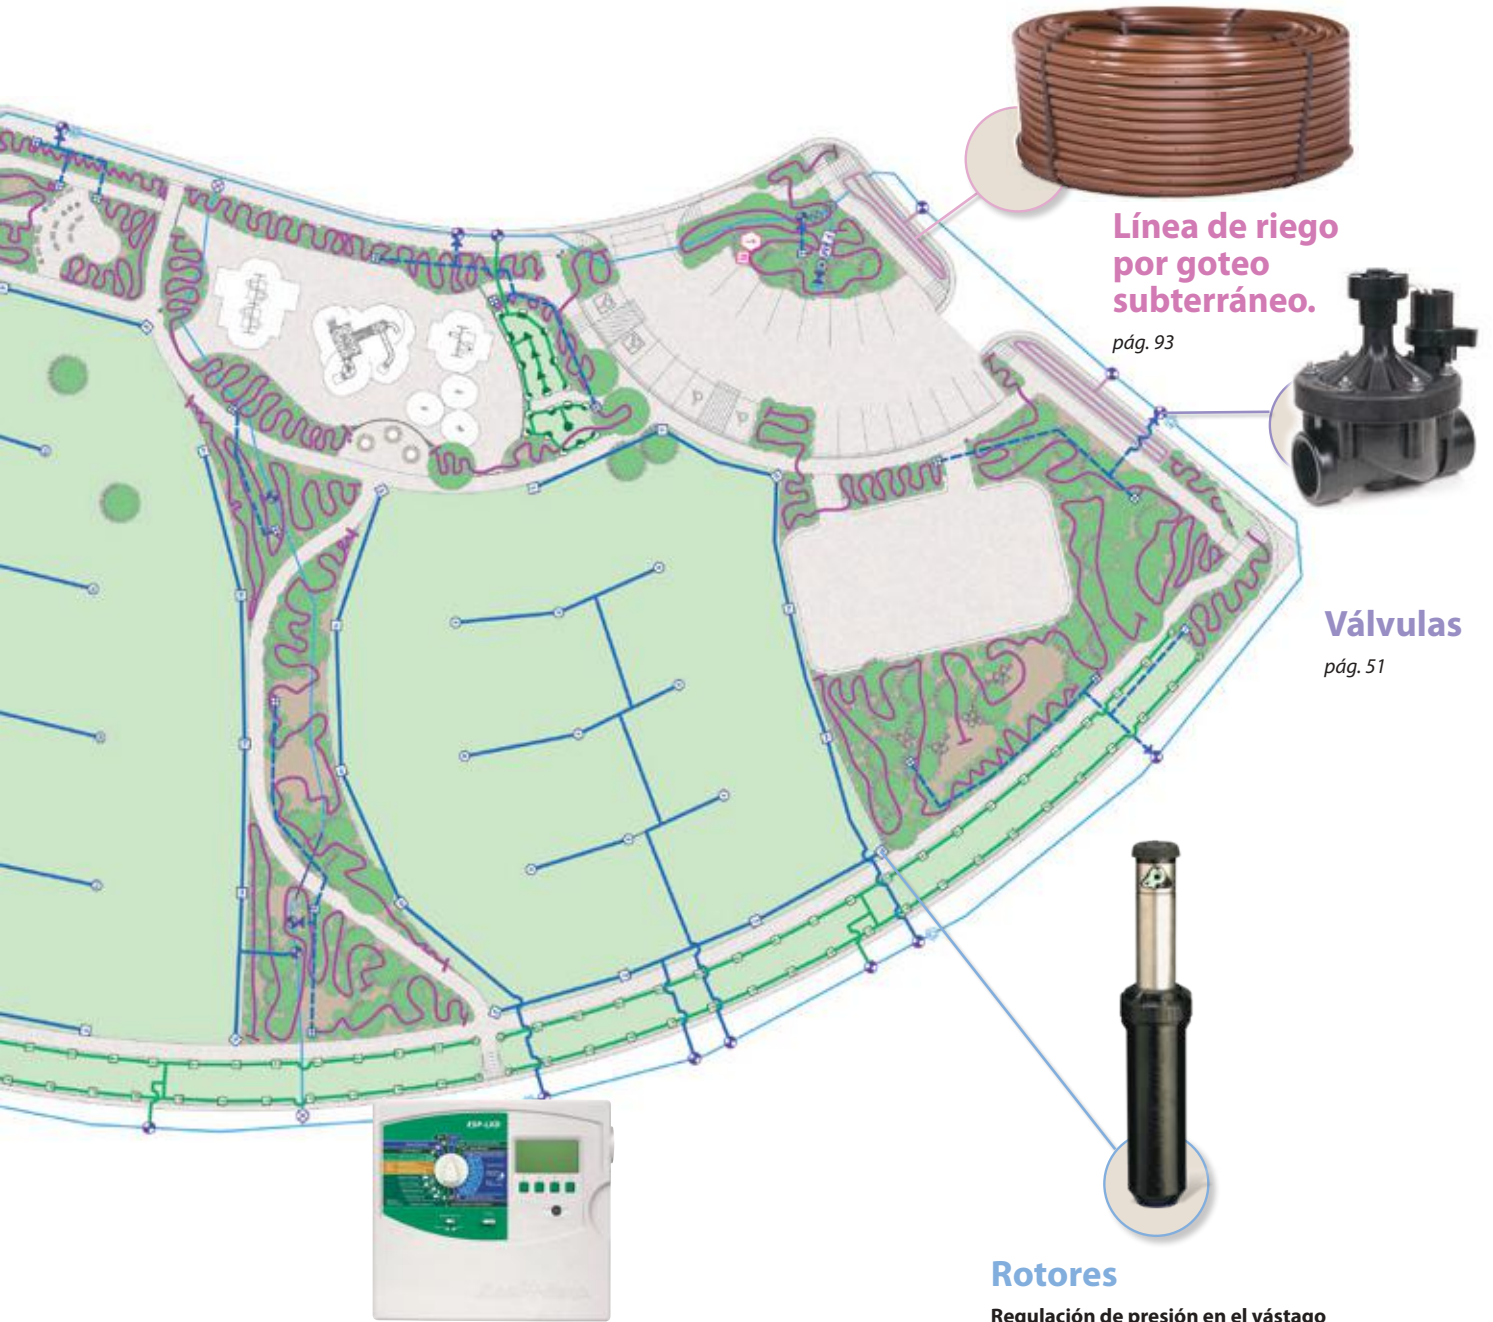 Línea de riego
por goteo
subterráneo.
pág. 93
Válvulas
pág. 51
ESP-LXD
Rotores
Regulación de presión en el vástago